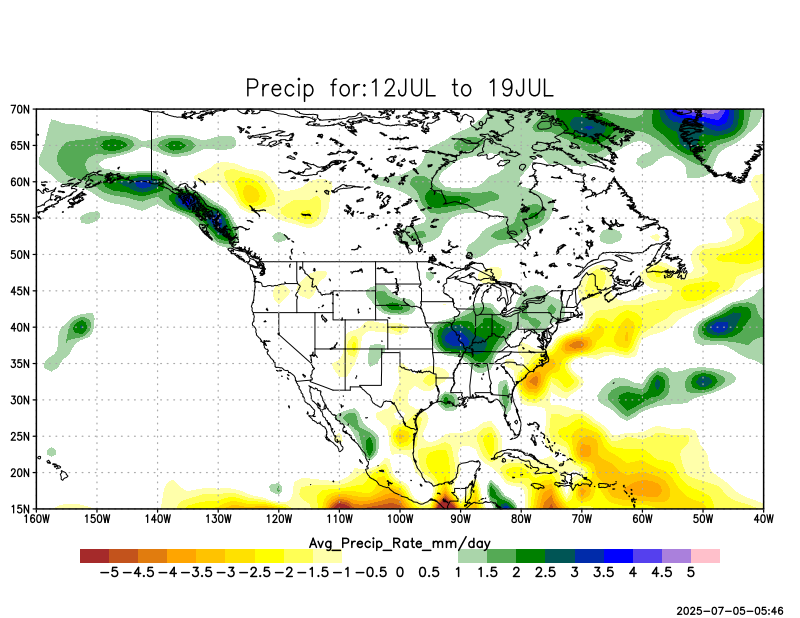 Precip for:12JUL to 19JUL
70N
65N
60N
55N
50N
45N
40N
35N
30N
25N
20N
15N
160W 150W 140W 130W 120W 110W 100W 90W 80W 70W 60W 50W 40W
Avg_Precip_Rate_mm/day
-5 -4.5 -4 -3.5 -3 -2.5 -2 -1.5 -1 -0.5 0 0.5 1 1.5 2 2.5 3 3.5 4 4.5 5
2025-07-05-05:46